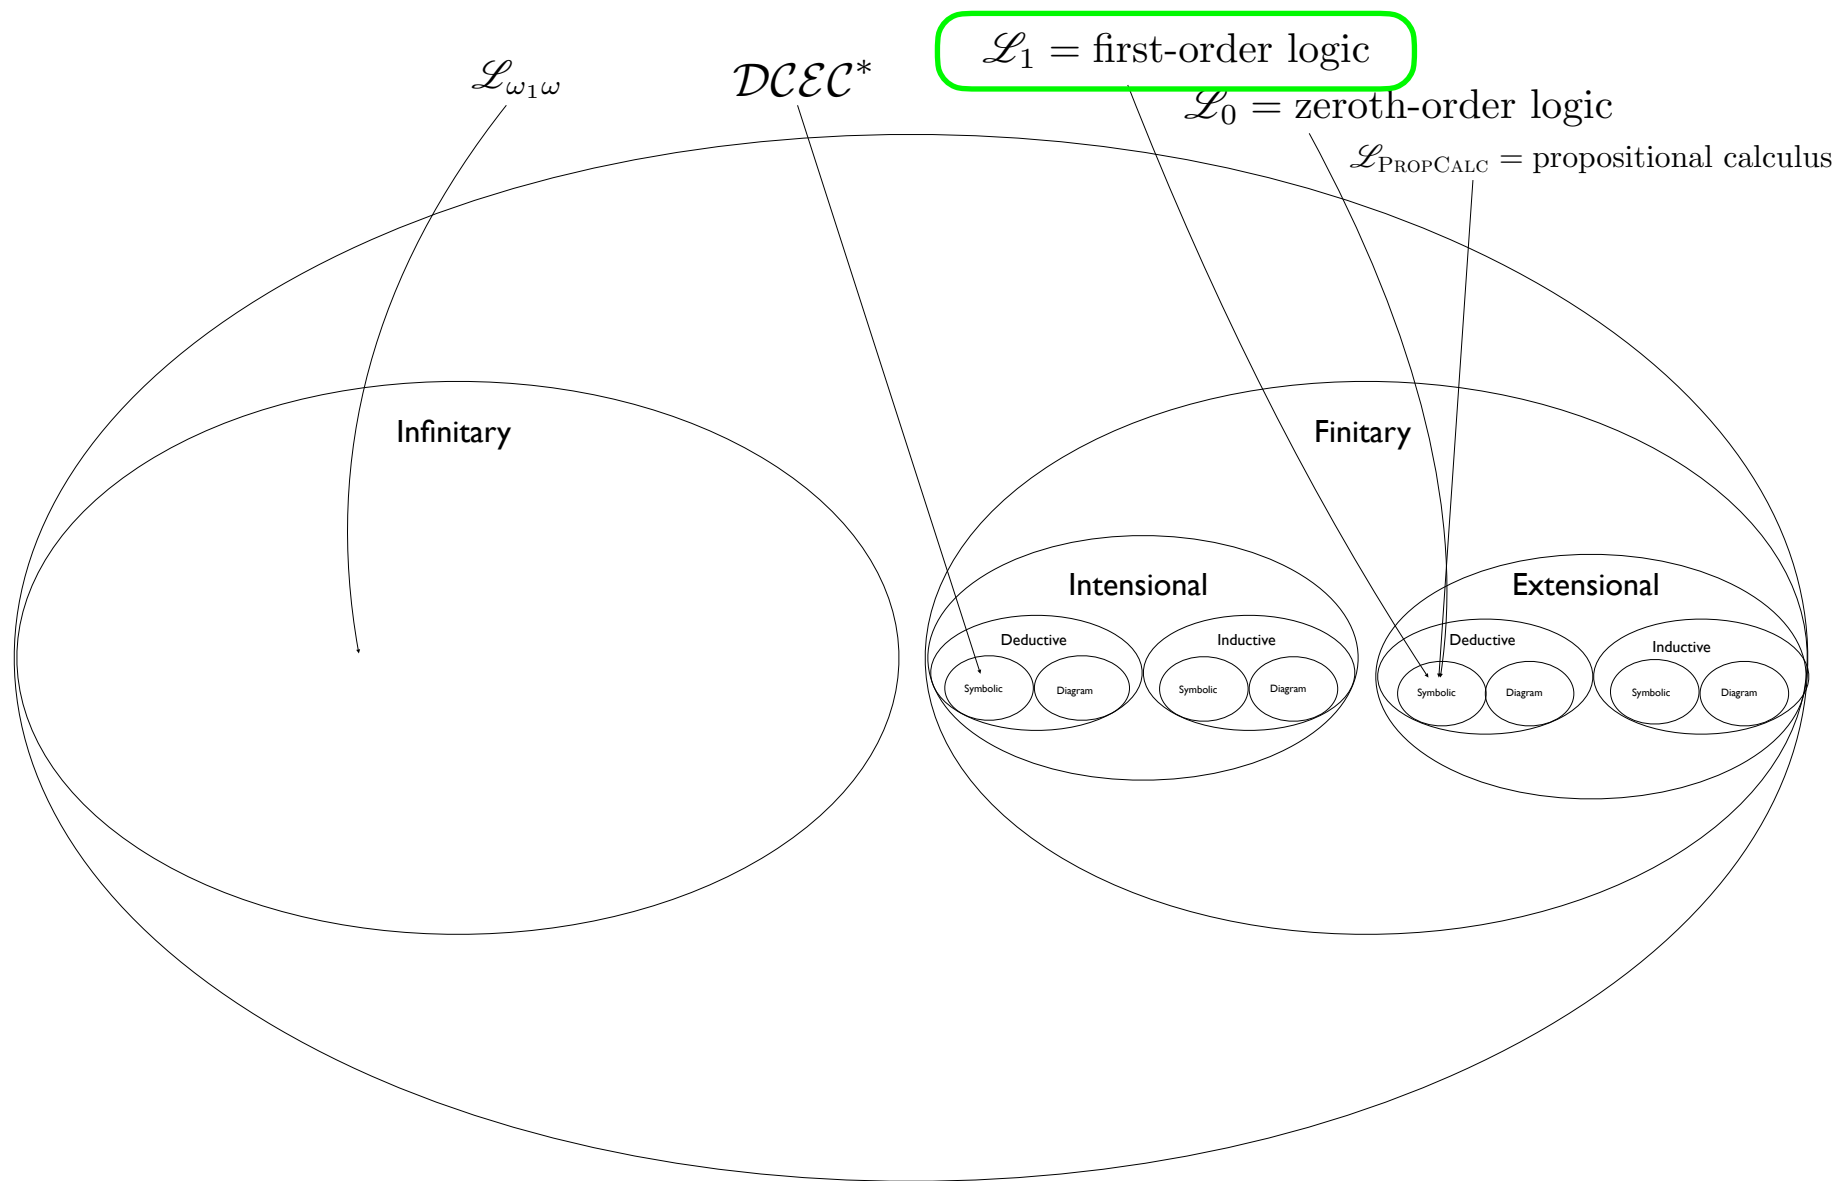 ℒ₁ = first-order logic
ℒ_{ω₁ω}
𝒟𝒞ℰ𝒞*
ℒ₀ = zeroth-order logic
ℒ_{PROPCALC} = propositional calculus
Infinitary
Finitary
Intensional
Extensional
Deductive
Inductive
Deductive
Inductive
Symbolic
Diagram
Symbolic
Diagram
Symbolic
Diagram
Symbolic
Diagram